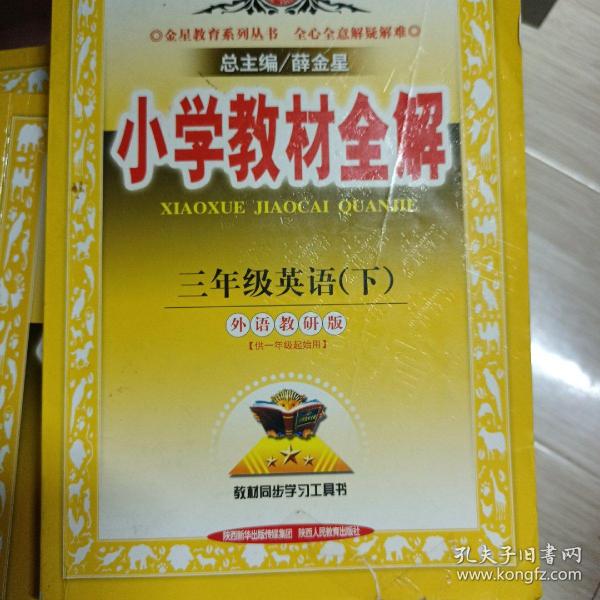 ◎金星教育系列丛书 全心全意解疑解难◎
总主编/薛金星
小学教材全解
XIAOXUE JIAOCAI QUANJIE
三年级英语(下)
外语教研版
【供一年级起始用】
教材同步学习工具书
陕西新华出版传媒集团 陕西人民教育出版社
孔夫子旧书网
www.kongfz.com